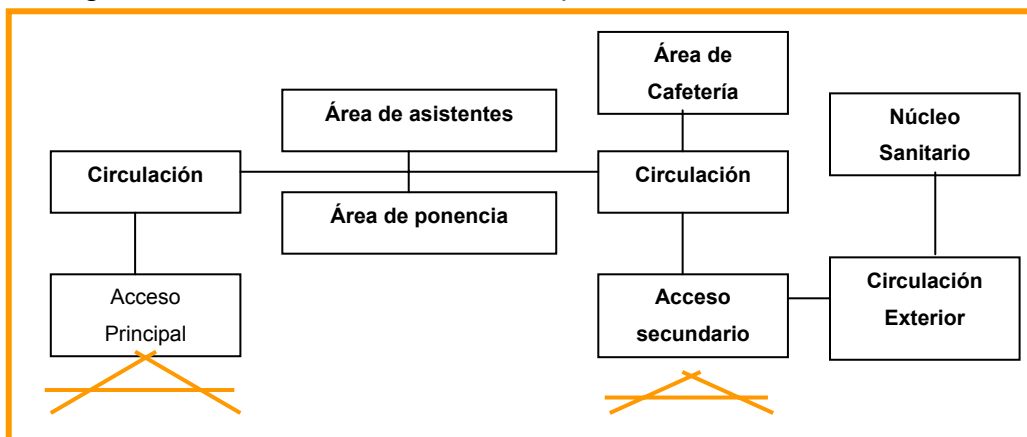 Área de
Cafetería
Área de asistentes
Núcleo
Sanitario
Circulación
Circulación
Área de ponencia
Acceso
Principal
Acceso
secundario
Circulación
Exterior